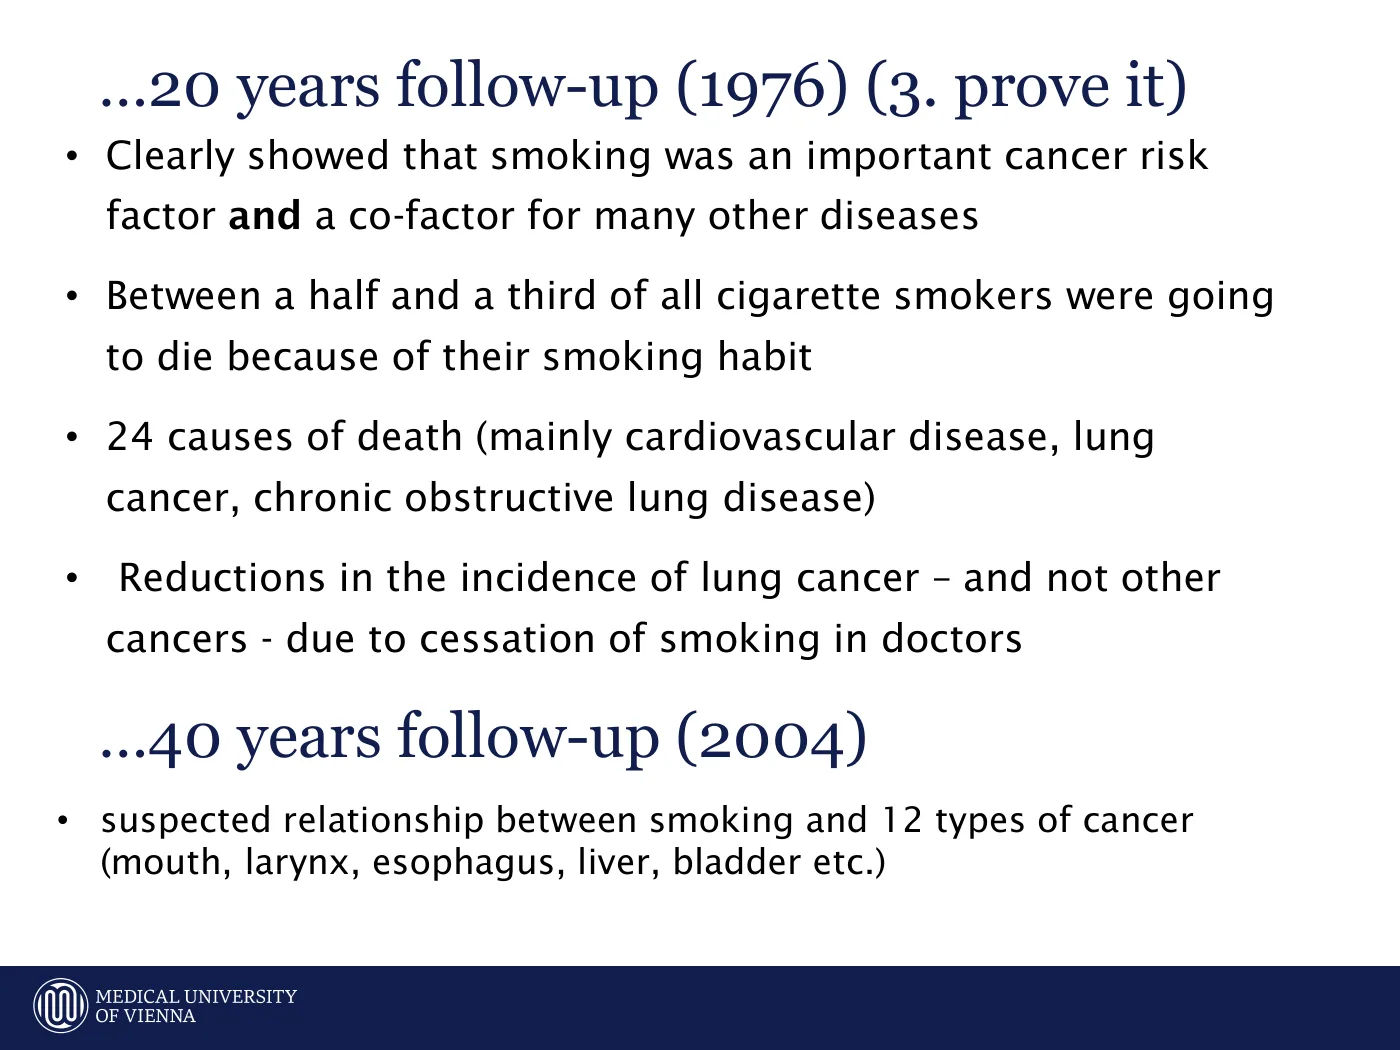 ...20 years follow-up (1976) (3. prove it)
• Clearly showed that smoking was an important cancer risk
factor and a co-factor for many other diseases
• Between a half and a third of all cigarette smokers were going
to die because of their smoking habit
• 24 causes of death (mainly cardiovascular disease, lung
cancer, chronic obstructive lung disease)
• Reductions in the incidence of lung cancer – and not other
cancers - due to cessation of smoking in doctors
...40 years follow-up (2004)
• suspected relationship between smoking and 12 types of cancer
(mouth, larynx, esophagus, liver, bladder etc.)
MEDICAL UNIVERSITY
OF VIENNA